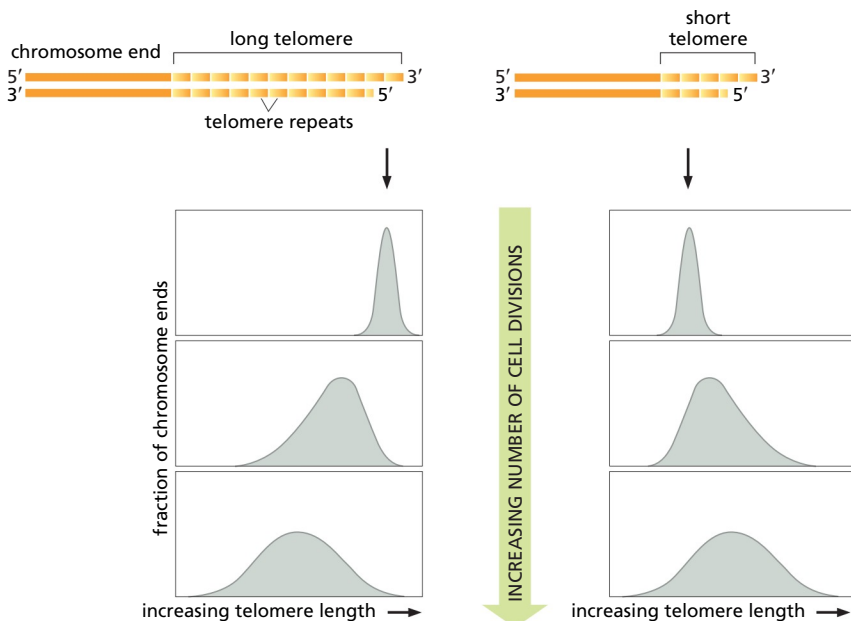 chromosome end
long telomere
5′
3′
3′
5′
telomere repeats
short
telomere
5′
3′
3′
5′
fraction of chromosome ends
INCREASING NUMBER OF CELL DIVISIONS
increasing telomere length
increasing telomere length